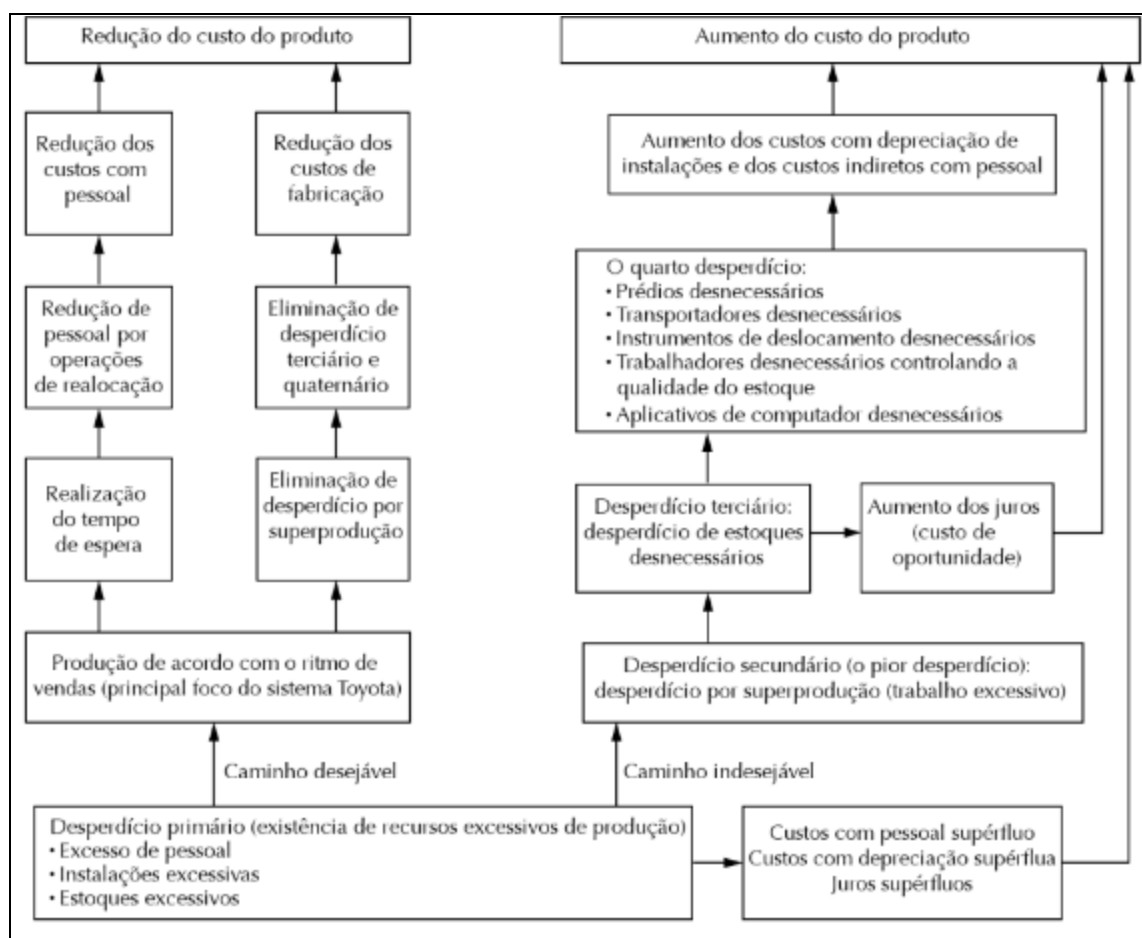 Redução do custo do produto
Redução dos
custos com
pessoal
Redução dos
custos de
fabricação
Redução de
pessoal por
operações
de realocação
Eliminação de
desperdício
terciário e
quaternário
Realização
do tempo
de espera
Eliminação de
desperdício por
superprodução
Produção de acordo com o ritmo de
vendas (principal foco do sistema Toyota)
Caminho desejável
Aumento do custo do produto
Aumento dos custos com depreciação de
instalações e dos custos indiretos com pessoal
O quarto desperdício:
• Prédios desnecessários
• Transportadores desnecessários
• Instrumentos de deslocamento desnecessários
• Trabalhadores desnecessários controlando a
qualidade do estoque
• Aplicativos de computador desnecessários
Desperdício terciário:
desperdício de estoques
desnecessários
Aumento dos juros
(custo de
oportunidade)
Desperdício secundário (o pior desperdício):
desperdício por superprodução (trabalho excessivo)
Caminho indesejável
Desperdício primário (existência de recursos excessivos de produção)
• Excesso de pessoal
• Instalações excessivas
• Estoques excessivos
Custos com pessoal supérfluo
Custos com depreciação supérflua
Juros supérfluos